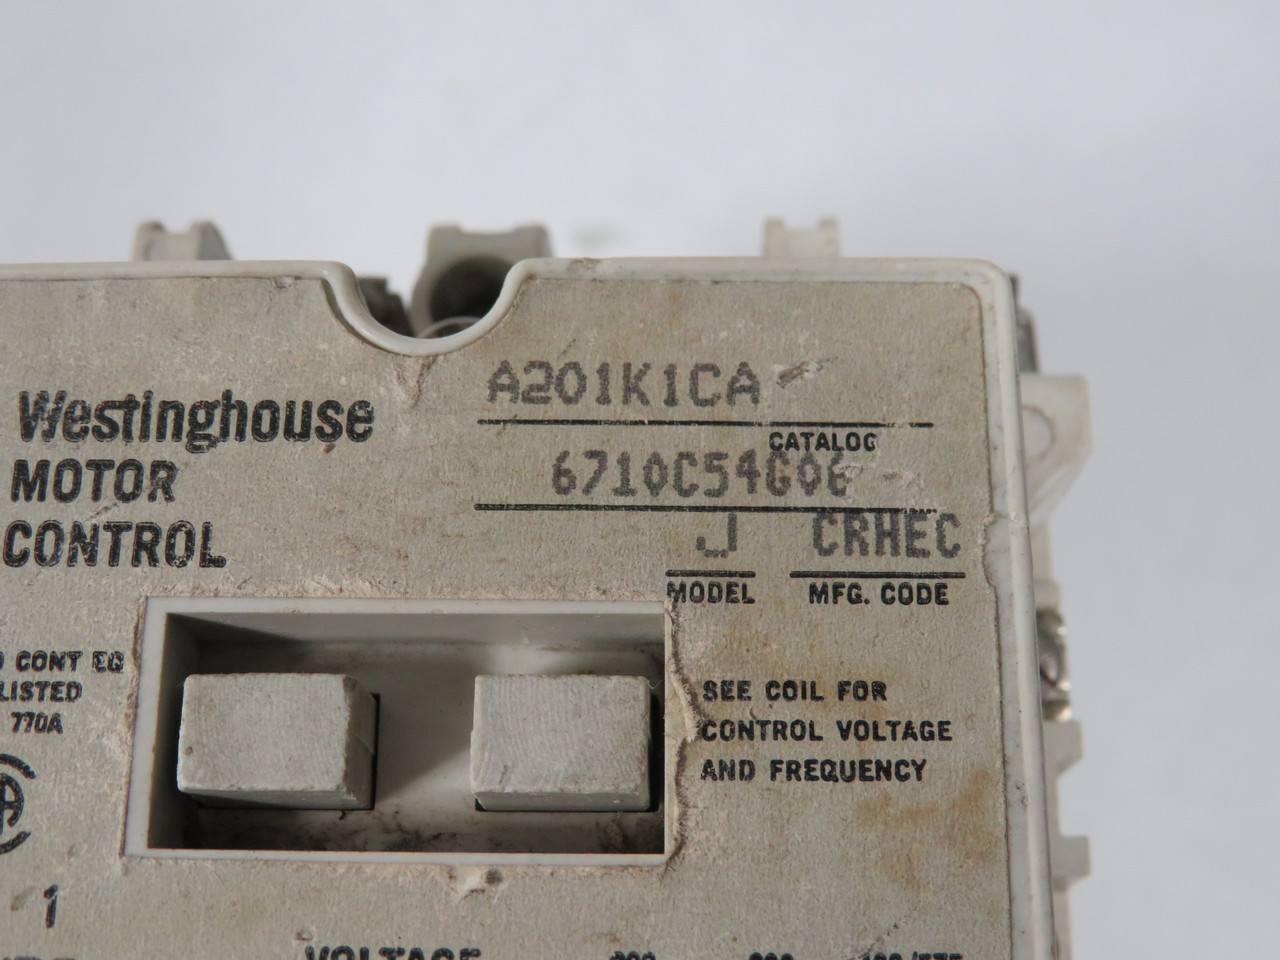 A201K1CA
Westinghouse
CATALOG
MOTOR
6710C54G06
CONTROL
J CRHEC
MODEL MFG. CODE
CONT EQ
LISTED
770A
SEE COIL FOR
CONTROL VOLTAGE
AND FREQUENCY
1
VOLTAGE